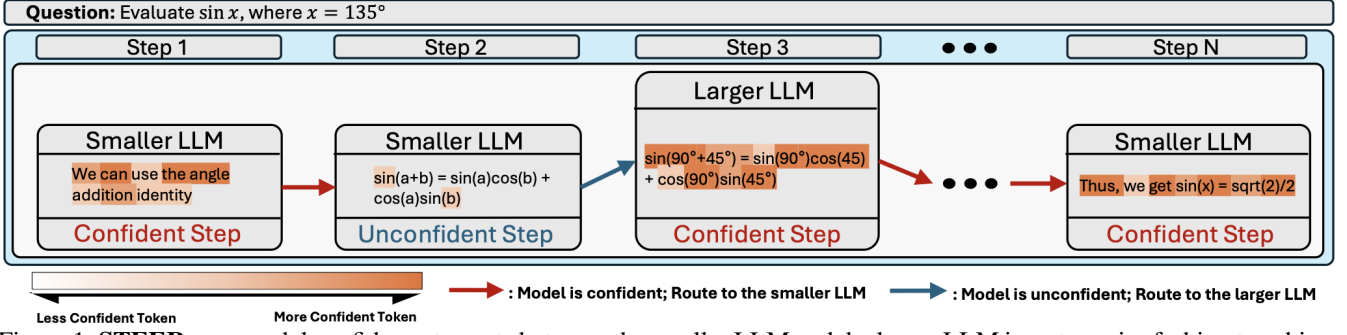 Question: Evaluate sin x, where x = 135°
Step 1
Step 2
Step 3
Step N
Smaller LLM
We can use the angle
addition identity
Confident Step
Smaller LLM
sin(a+b) = sin(a)cos(b) +
cos(a)sin(b)
Unconfident Step
Larger LLM
sin(90°+45°) = sin(90°)cos(45)
+ cos(90°)sin(45°)
Confident Step
Smaller LLM
Thus, we get sin(x) = sqrt(2)/2
Confident Step
Less Confident Token
More Confident Token
: Model is confident; Route to the smaller LLM
: Model is unconfident; Route to the larger LLM